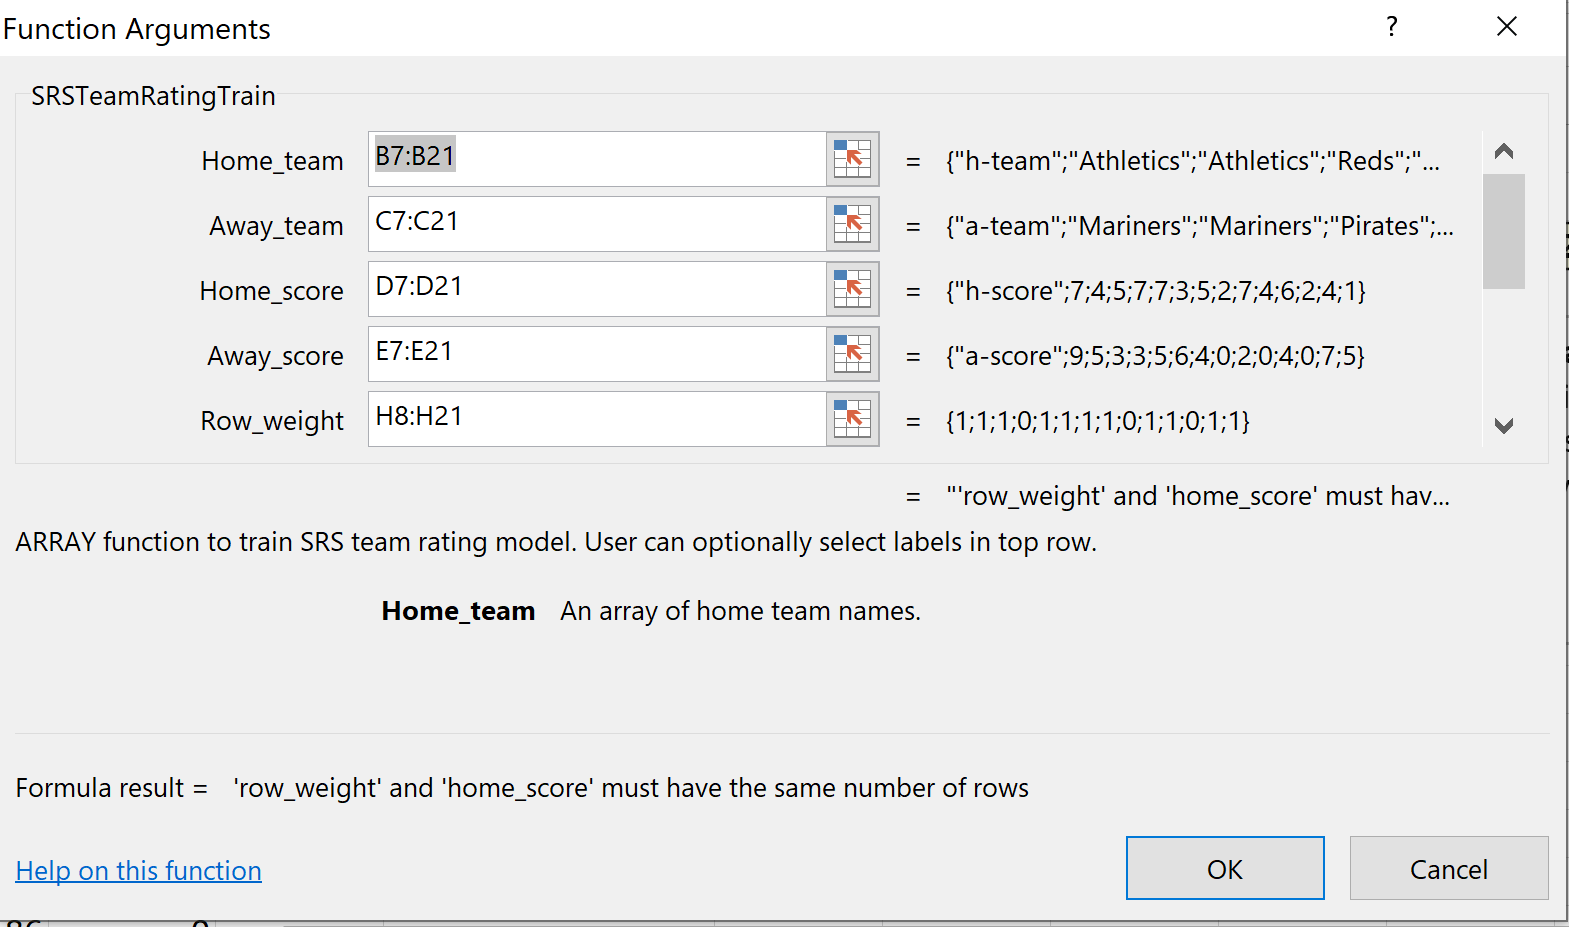 Function Arguments ?
SRSTeamRatingTrain
Home_team B7:B21 = {"h-team";"Athletics";"Athletics";"Reds";"...
Away_team C7:C21 = {"a-team";"Mariners";"Mariners";"Pirates";...
Home_score D7:D21 = {"h-score";7;4;5;7;7;3;5;2;7;4;6;2;4;1}
Away_score E7:E21 = {"a-score";9;5;3;3;5;6;4;0;2;0;4;0;7;5}
Row_weight H8:H21 = {1;1;1;0;1;1;1;1;0;1;1;0;1;1}
= "'row_weight' and 'home_score' must hav...
ARRAY function to train SRS team rating model. User can optionally select labels in top row.
Home_team An array of home team names.
Formula result = 'row_weight' and 'home_score' must have the same number of rows
Help on this function
OK Cancel